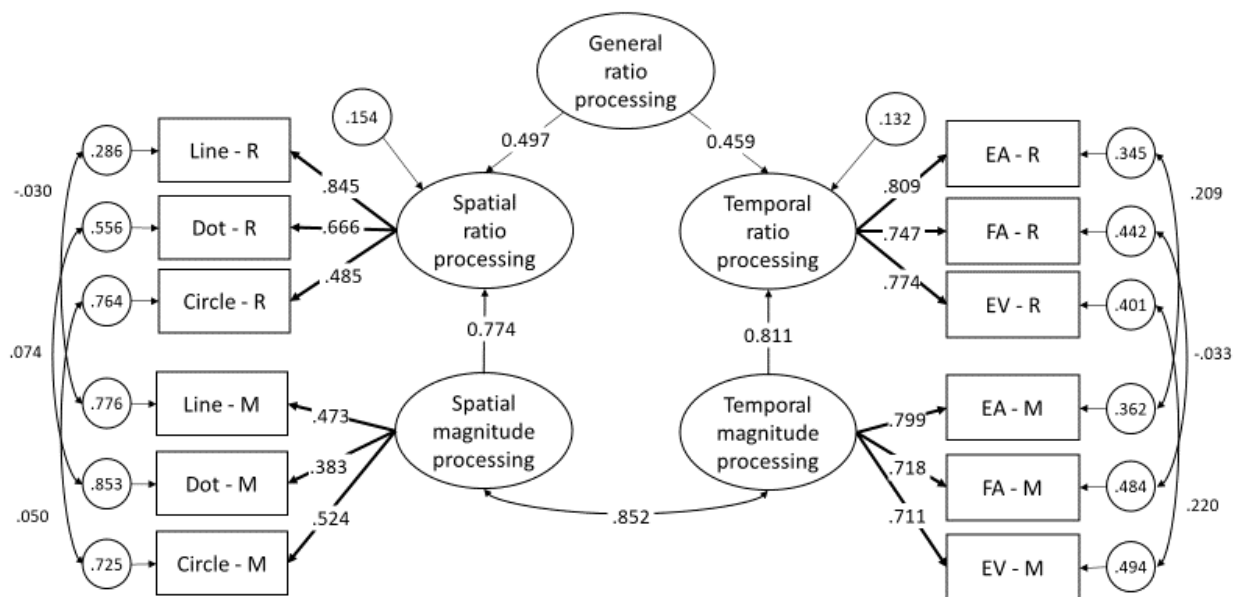 General
ratio
processing
.154
.132
0.497
0.459
.286
Line - R
EA - R
.345
-.030
.845
.809
.209
.556
Dot - R
.666
Spatial
ratio
processing
Temporal
ratio
processing
.747
FA - R
.442
.485
.774
.764
Circle - R
EV - R
.401
.074
0.774
0.811
-.033
.776
Line - M
.473
Spatial
magnitude
processing
Temporal
magnitude
processing
.799
EA - M
.362
.383
.718
.853
Dot - M
FA - M
.484
.050
.524
.852
.711
.220
.725
Circle - M
EV - M
.494